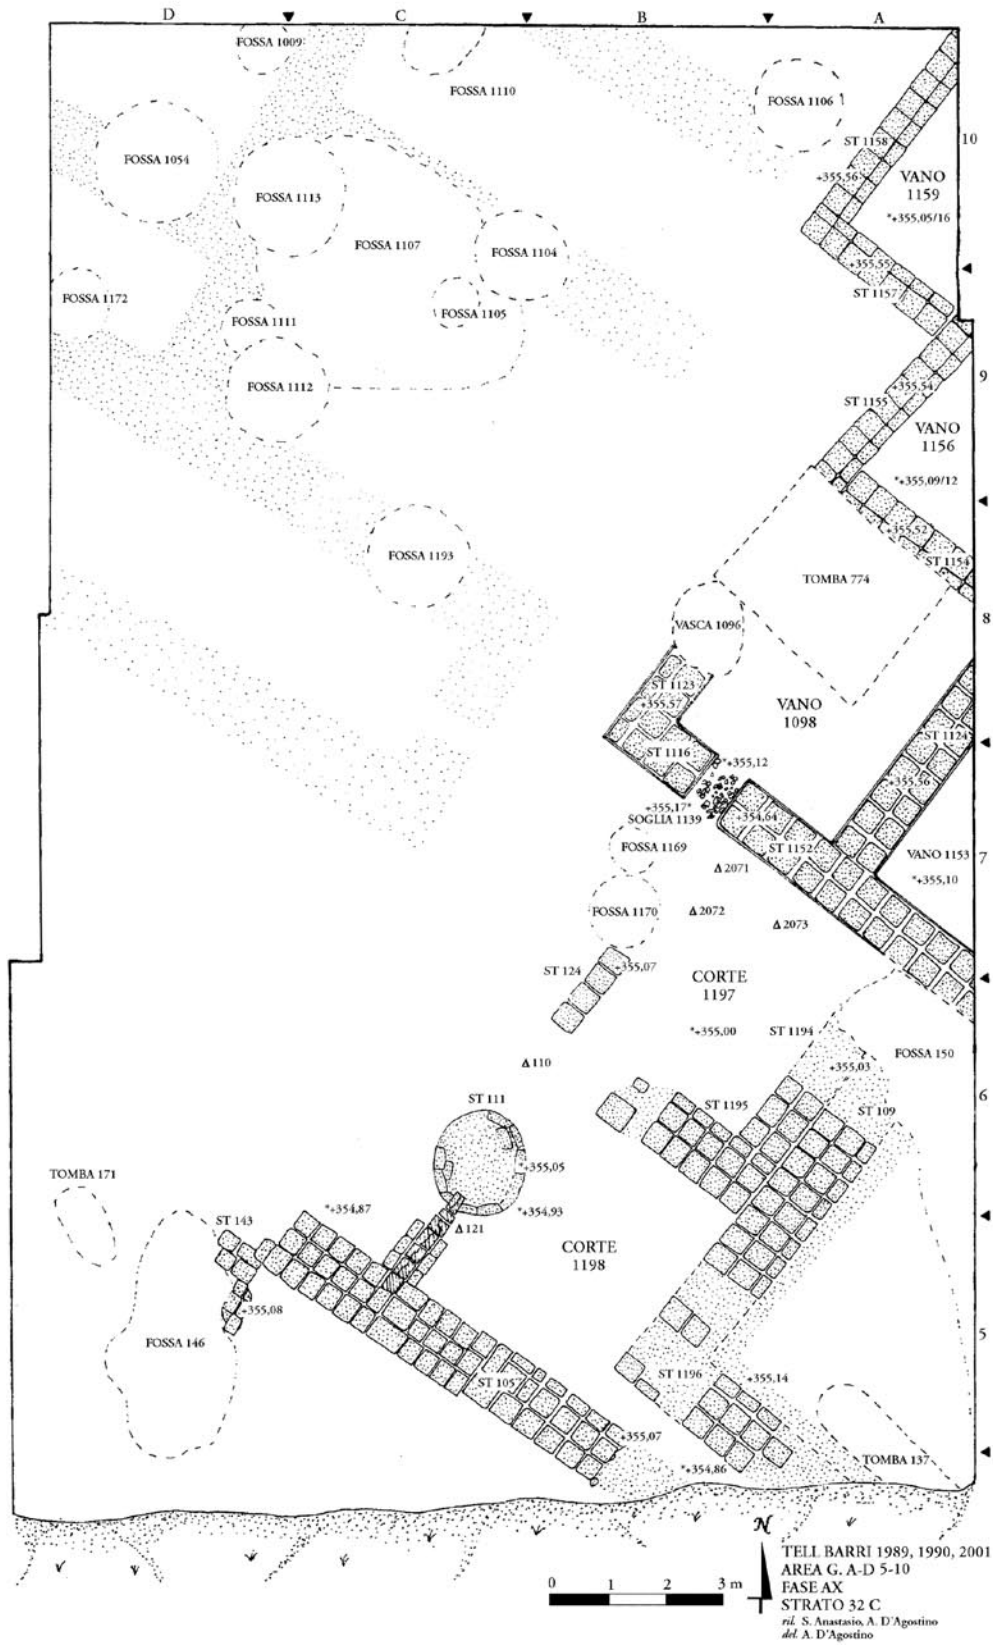 D C B A
FOSSA 1009
FOSSA 1110
FOSSA 1106
10
ST 1158
FOSSA 1054
+355,56
VANO
1159
FOSSA 1113
*+355,05/16
FOSSA 1107
FOSSA 1104
+355,55
ST 1157
FOSSA 1172
FOSSA 1105
FOSSA 1111
9
FOSSA 1112
+355,54
ST 1155
VANO
1156
*+355,09/12
+355,52
FOSSA 1193
ST 1154
TOMBA 774
8
VASCA 1096
ST 1123
+355,57
VANO
1098
ST 1124
ST 1116
*+355,12
+355,56
+355,17*
SOGLIA 1139
+354,64
FOSSA 1169
ST 1152
VANO 1153
7
Δ 2071
*+355,10
FOSSA 1170
Δ 2072
Δ 2073
ST 124
+355,07
CORTE
1197
*+355,00
ST 1194
FOSSA 150
Δ 110
+355,03
6
ST 111
ST 1195
ST 109
*+355,05
TOMBA 171
*+354,87
*+354,93
ST 143
Δ 121
CORTE
1198
+355,08
FOSSA 146
5
ST 105
ST 1196
+355,14
+355,07
*+354,86
TOMBA 137
N
0 1 2 3 m
TELL BARRI 1989, 1990, 2001
AREA G. A-D 5-10
FASE AX
STRATO 32 C
ril. S. Anastasio, A. D'Agostino
del. A. D'Agostino